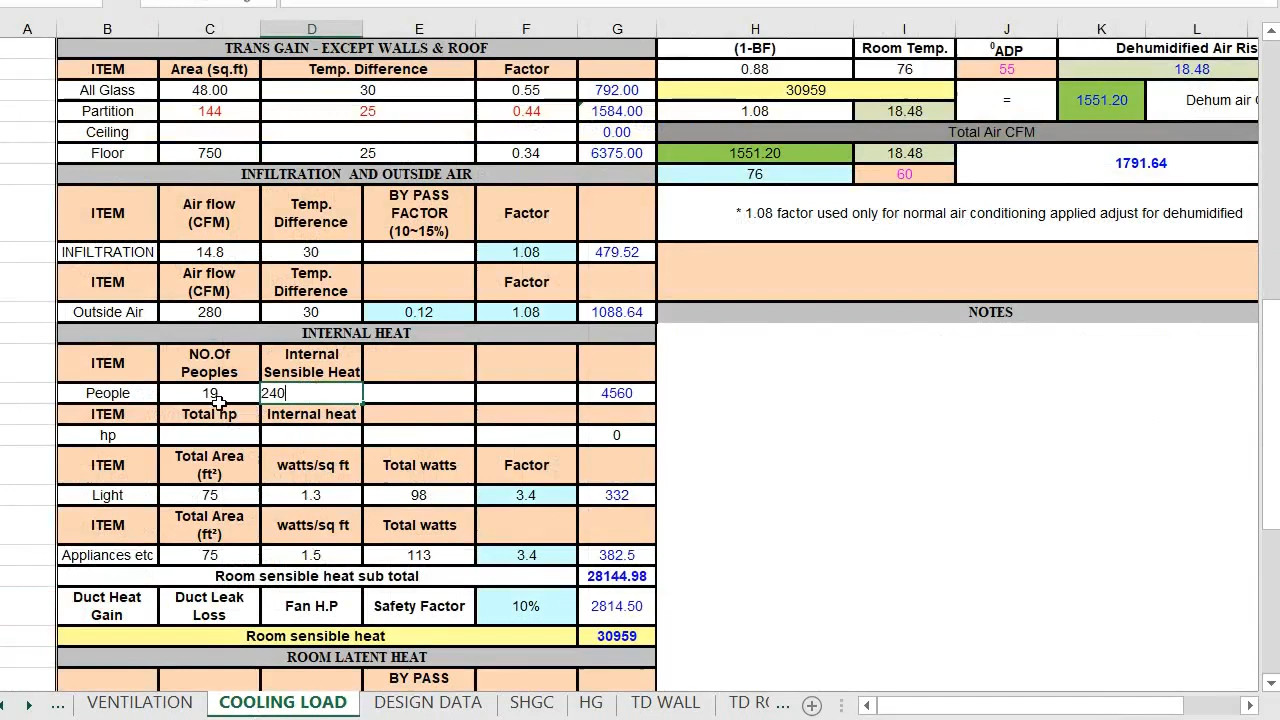 A B C D E F G H I J K L
TRANS GAIN - EXCEPT WALLS & ROOF (1-BF) Room Temp. ⁰ADP Dehumidified Air Ris
ITEM Area (sq.ft) Temp. Difference Factor 0.88 76 55 18.48
All Glass 48.00 30 0.55 792.00 30959 = 1551.20 Dehum air
Partition 144 25 0.44 1584.00 1.08 18.48
Ceiling 0.00 Total Air CFM
Floor 750 25 0.34 6375.00 1551.20 18.48 1791.64
INFILTRATION AND OUTSIDE AIR 76 60
ITEM Air flow (CFM) Temp. Difference BY PASS FACTOR (10~15%) Factor * 1.08 factor used only for normal air conditioning applied adjust for dehumidified
INFILTRATION 14.8 30 1.08 479.52
ITEM Air flow (CFM) Temp. Difference Factor
Outside Air 280 30 0.12 1.08 1088.64 NOTES
INTERNAL HEAT
ITEM NO.Of Peoples Internal Sensible Heat
People 19 240 4560
ITEM Total hp Internal heat
hp 0
ITEM Total Area (ft²) watts/sq ft Total watts Factor
Light 75 1.3 98 3.4 332
ITEM Total Area (ft²) watts/sq ft Total watts
Appliances etc 75 1.5 113 3.4 382.5
Room sensible heat sub total 28144.98
Duct Heat Gain Duct Leak Loss Fan H.P Safety Factor 10% 2814.50
Room sensible heat 30959
ROOM LATENT HEAT
BY PASS
... VENTILATION COOLING LOAD DESIGN DATA SHGC HG TD WALL TD RO ...